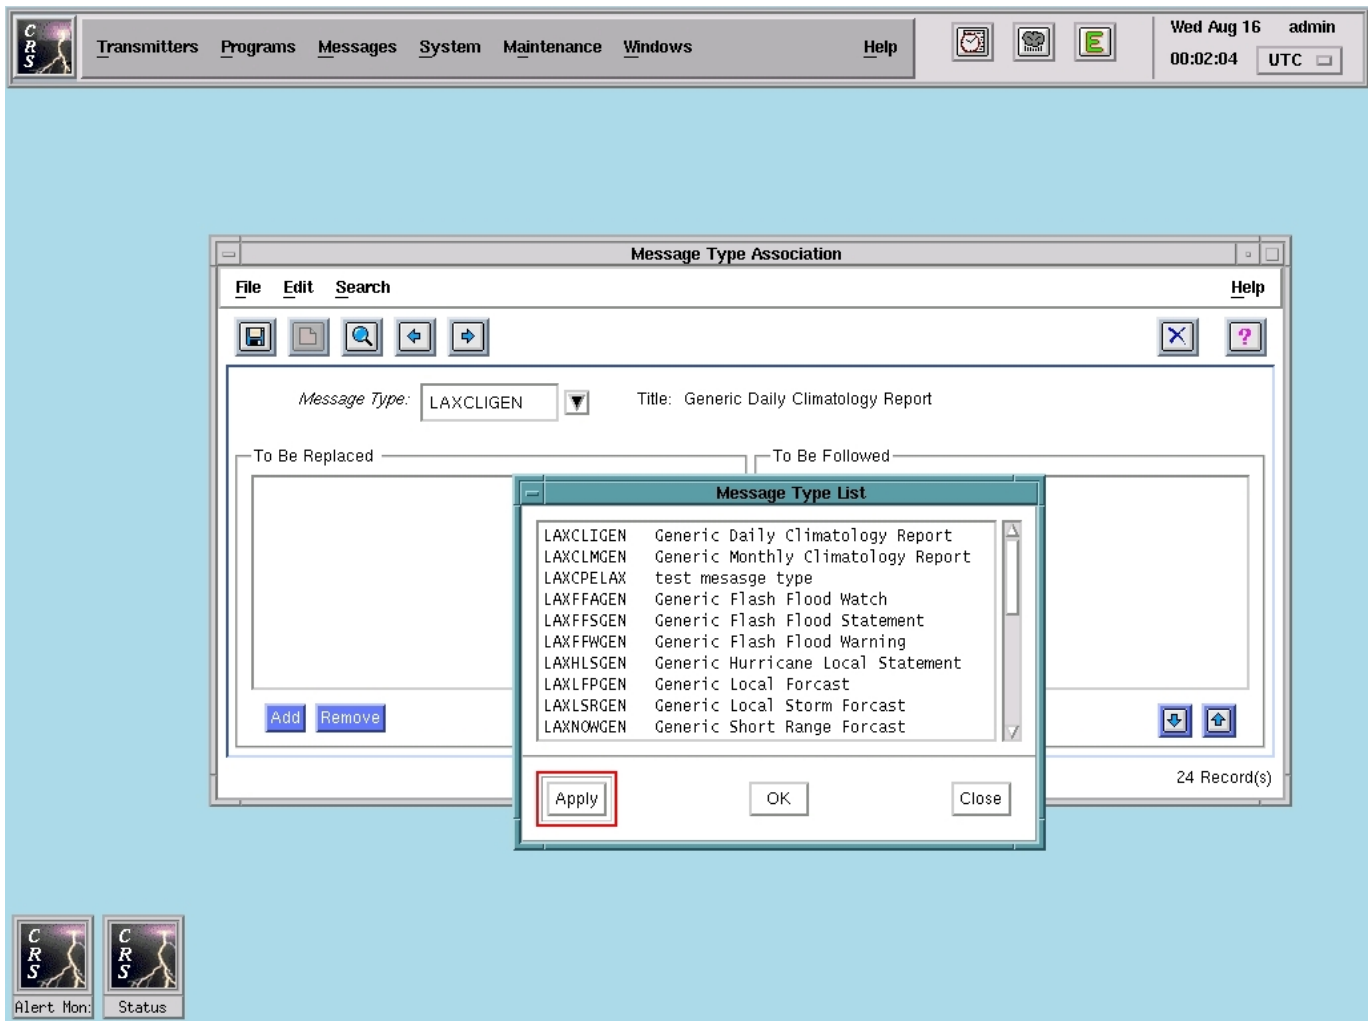 CRS
Transmitters Programs Messages System Maintenance Windows Help
E
Wed Aug 16 admin
00:02:04 UTC
Message Type Association
File Edit Search Help
?
Message Type: LAXCLIGEN Title: Generic Daily Climatology Report
To Be Replaced To Be Followed
Message Type List
LAXCLIGEN Generic Daily Climatology Report
LAXCLMGEN Generic Monthly Climatology Report
LAXCPELAX test mesasge type
LAXFFAGEN Generic Flash Flood Watch
LAXFFSGEN Generic Flash Flood Statement
LAXFFWGEN Generic Flash Flood Warning
LAXHLSGEN Generic Hurricane Local Statement
LAXLFPGEN Generic Local Forcast
LAXLSRGEN Generic Local Storm Forcast
LAXNOWGEN Generic Short Range Forcast
Add Remove
24 Record(s)
Apply OK Close
CRS CRS
Alert Mon: Status